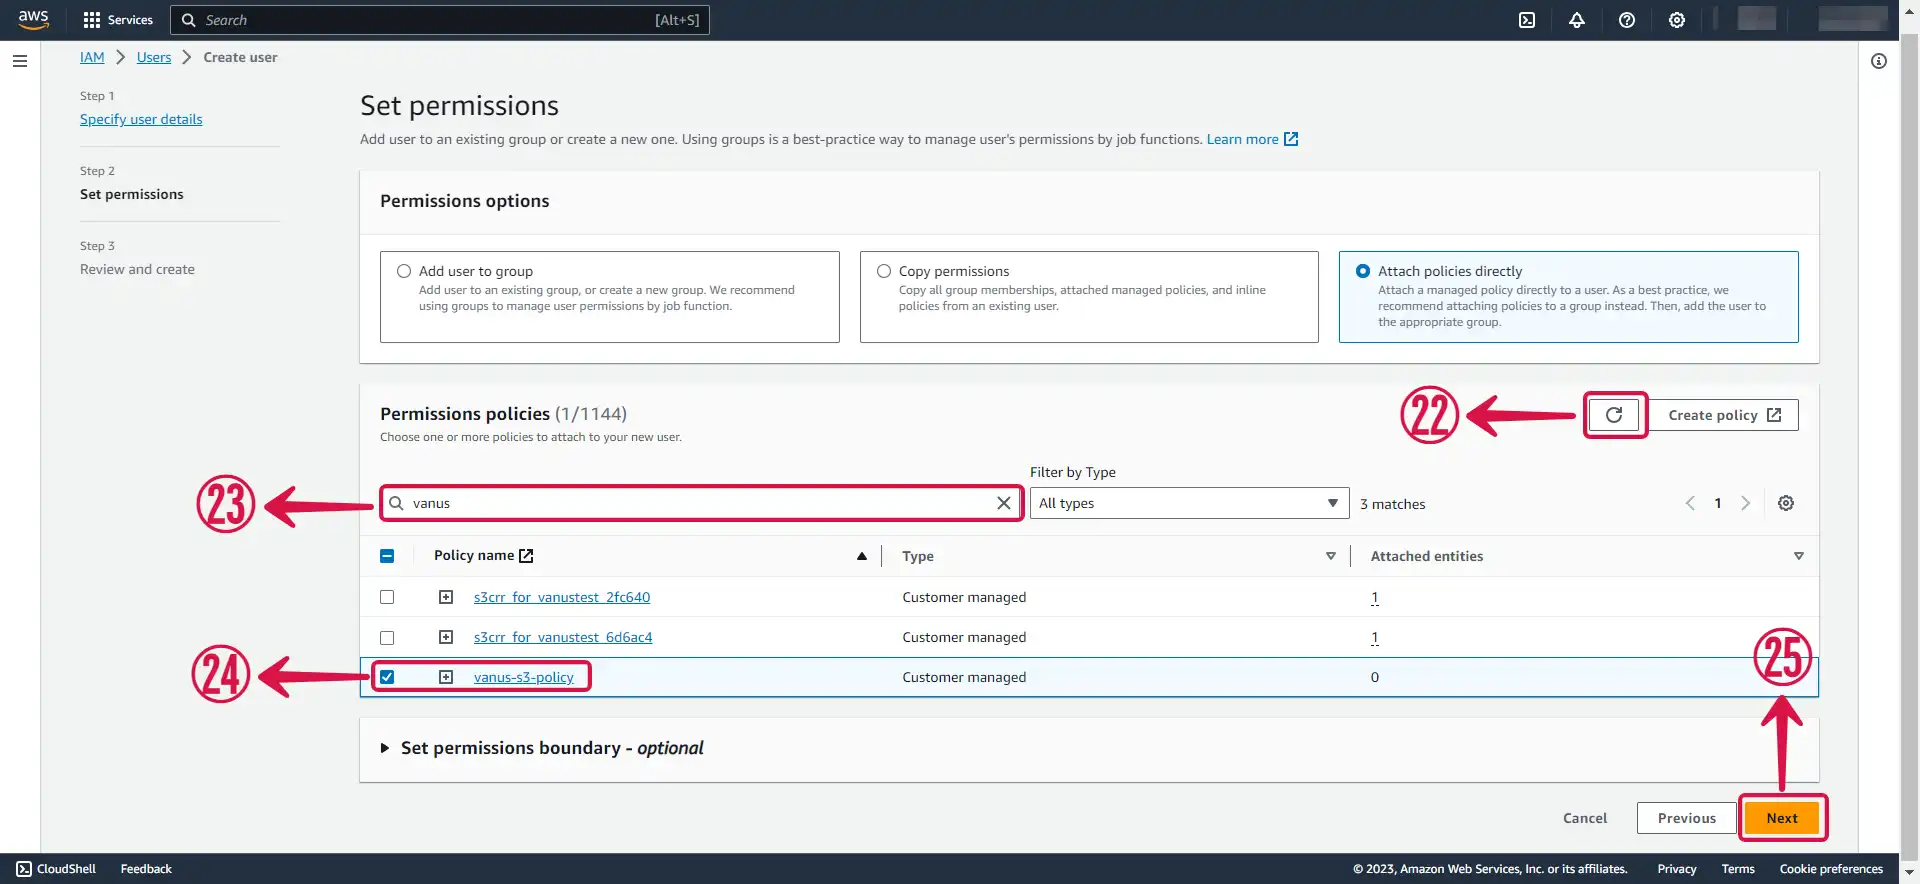 aws Services Search [Alt+S]
IAM > Users > Create user
Step 1
Specify user details
Step 2
Set permissions
Step 3
Review and create
Set permissions
Add user to an existing group or create a new one. Using groups is a best-practice way to manage user's permissions by job functions. Learn more
Permissions options
Add user to group
Add user to an existing group, or create a new group. We recommend
using groups to manage user permissions by job function.
Copy permissions
Copy all group memberships, attached managed policies, and inline
policies from an existing user.
Attach policies directly
Attach a managed policy directly to a user. As a best practice, we
recommend attaching policies to a group instead. Then, add the user to
the appropriate group.
Permissions policies (1/1144)
Choose one or more policies to attach to your new user.
22
Create policy
Filter by Type
23
vanus
All types
3 matches
1
Policy name Type Attached entities
s3crr_for_vanustest_2fc640 Customer managed 1
s3crr_for_vanustest_6d6ac4 Customer managed 1
24
vanus-s3-policy Customer managed 0
25
Set permissions boundary - optional
Cancel Previous Next
CloudShell Feedback © 2023, Amazon Web Services, Inc. or its affiliates. Privacy Terms Cookie preferences